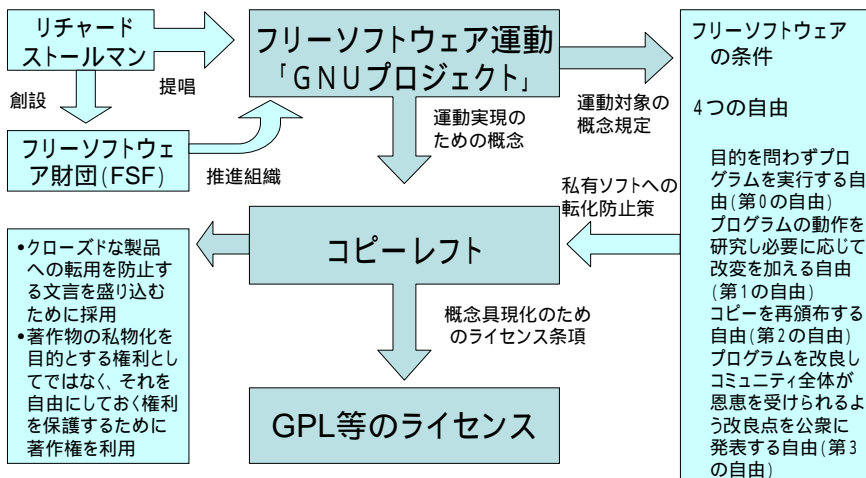 リチャード
ストールマン
創設
提唱
フリーソフトウェ
ア財団(FSF)
推進組織
フリーソフトウェア運動
「GNUプロジェクト」
運動実現の
ための概念
運動対象の
概念規定
フリーソフトウェア
の条件
4つの自由
目的を問わずプロ
グラムを実行する自
由(第0の自由)
プログラムの動作を
研究し必要に応じて
改変を加える自由
(第1の自由)
コピーを再頒布する
自由(第2の自由)
プログラムを改良し
コミュニティ全体が
恩恵を受けられるよ
う改良点を公衆に
発表する自由(第3
の自由)
私有ソフトへの
転化防止策
コピーレフト
•クローズドな製品
への転用を防止す
る文言を盛り込む
ために採用
•著作物の私物化を
目的とする権利とし
てではなく、それを
自由にしておく権利
を保護するために
著作権を利用
概念具現化のため
のライセンス条項
GPL等のライセンス